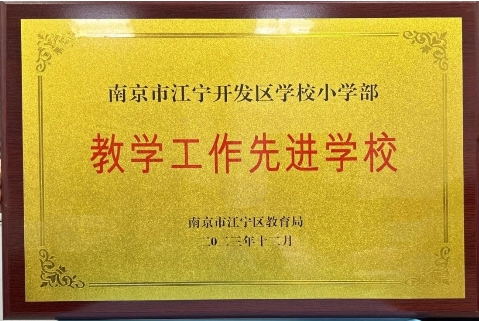 南京市江宁开发区学校小学部
教学工作先进学校
南京市江宁区教育局
二0二三年十二月